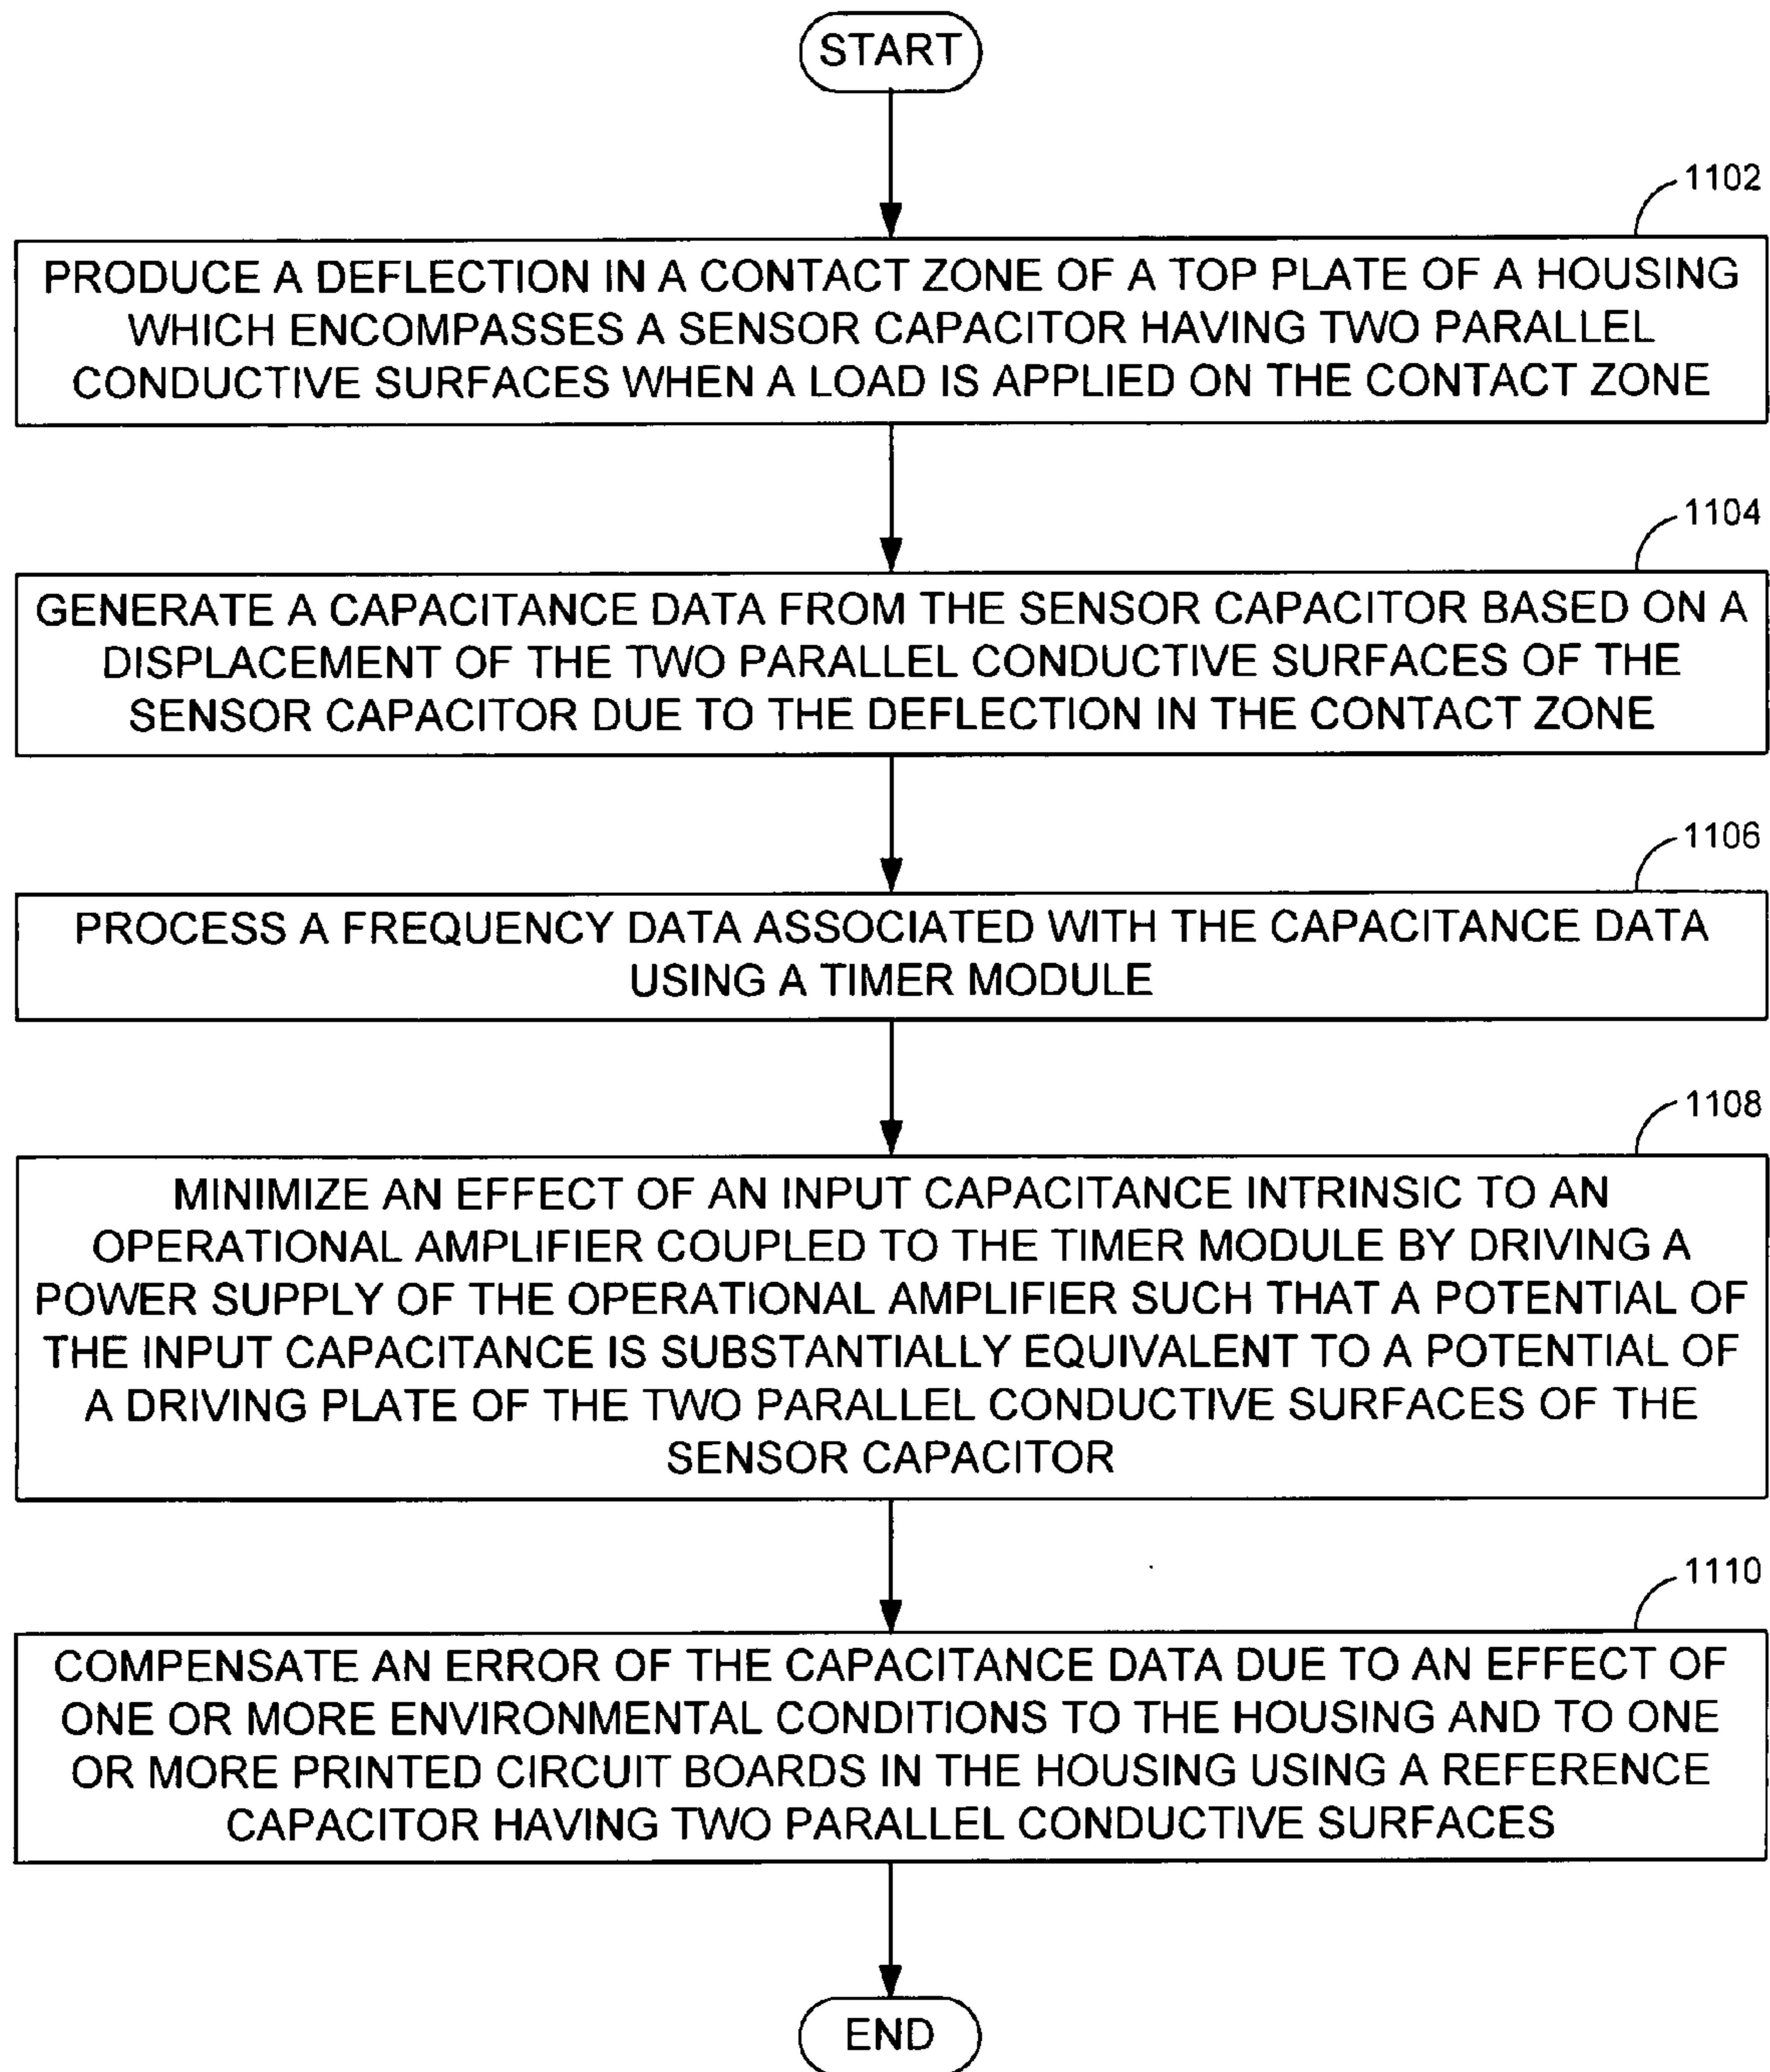 START
1102
PRODUCE A DEFLECTION IN A CONTACT ZONE OF A TOP PLATE OF A HOUSING
WHICH ENCOMPASSES A SENSOR CAPACITOR HAVING TWO PARALLEL
CONDUCTIVE SURFACES WHEN A LOAD IS APPLIED ON THE CONTACT ZONE
1104
GENERATE A CAPACITANCE DATA FROM THE SENSOR CAPACITOR BASED ON A
DISPLACEMENT OF THE TWO PARALLEL CONDUCTIVE SURFACES OF THE
SENSOR CAPACITOR DUE TO THE DEFLECTION IN THE CONTACT ZONE
1106
PROCESS A FREQUENCY DATA ASSOCIATED WITH THE CAPACITANCE DATA
USING A TIMER MODULE
1108
MINIMIZE AN EFFECT OF AN INPUT CAPACITANCE INTRINSIC TO AN
OPERATIONAL AMPLIFIER COUPLED TO THE TIMER MODULE BY DRIVING A
POWER SUPPLY OF THE OPERATIONAL AMPLIFIER SUCH THAT A POTENTIAL OF
THE INPUT CAPACITANCE IS SUBSTANTIALLY EQUIVALENT TO A POTENTIAL OF
A DRIVING PLATE OF THE TWO PARALLEL CONDUCTIVE SURFACES OF THE
SENSOR CAPACITOR
1110
COMPENSATE AN ERROR OF THE CAPACITANCE DATA DUE TO AN EFFECT OF
ONE OR MORE ENVIRONMENTAL CONDITIONS TO THE HOUSING AND TO ONE
OR MORE PRINTED CIRCUIT BOARDS IN THE HOUSING USING A REFERENCE
CAPACITOR HAVING TWO PARALLEL CONDUCTIVE SURFACES
END